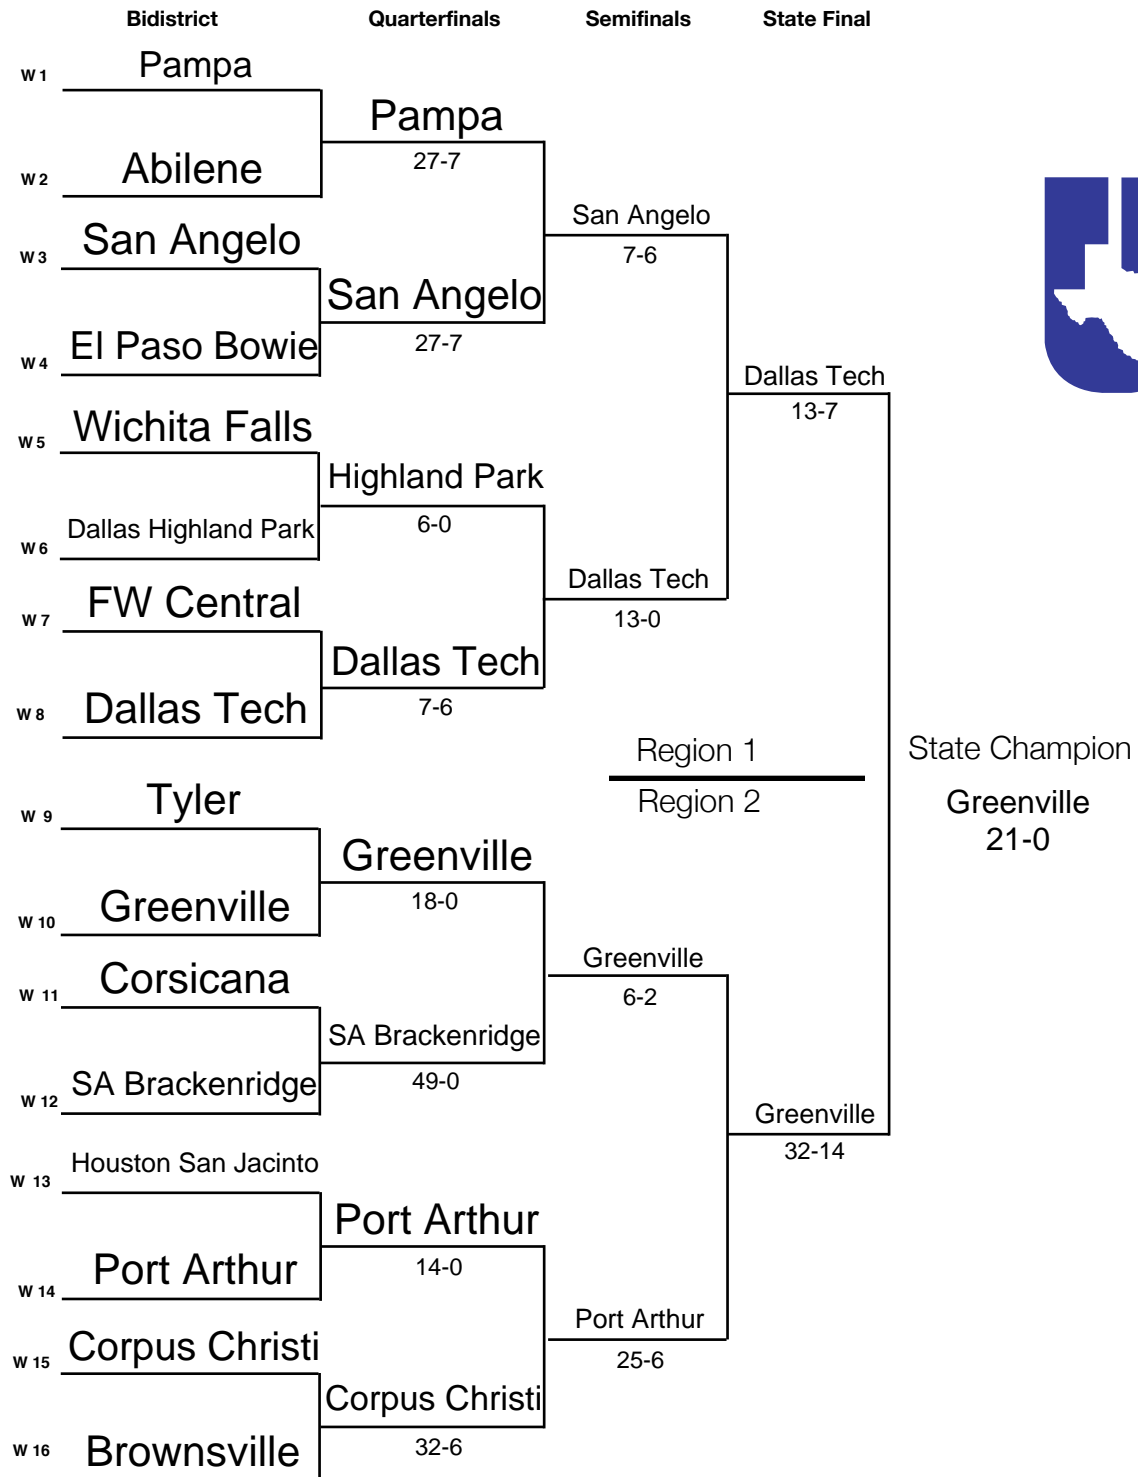 Bidistrict Quarterfinals Semifinals State Final
W 1 Pampa
Pampa
27-7
W 2 Abilene
San Angelo
7-6
W 3 San Angelo
San Angelo
27-7
W 4 El Paso Bowie
Dallas Tech
13-7
W 5 Wichita Falls
Highland Park
6-0
W 6 Dallas Highland Park
Dallas Tech
13-0
W 7 FW Central
Dallas Tech
7-6
W 8 Dallas Tech
Region 1
Region 2
State Champion
Greenville
21-0
W 9 Tyler
Greenville
18-0
W 10 Greenville
Greenville
6-2
W 11 Corsicana
SA Brackenridge
49-0
W 12 SA Brackenridge
Greenville
32-14
W 13 Houston San Jacinto
Port Arthur
14-0
W 14 Port Arthur
Port Arthur
25-6
W 15 Corpus Christi
Corpus Christi
32-6
W 16 Brownsville